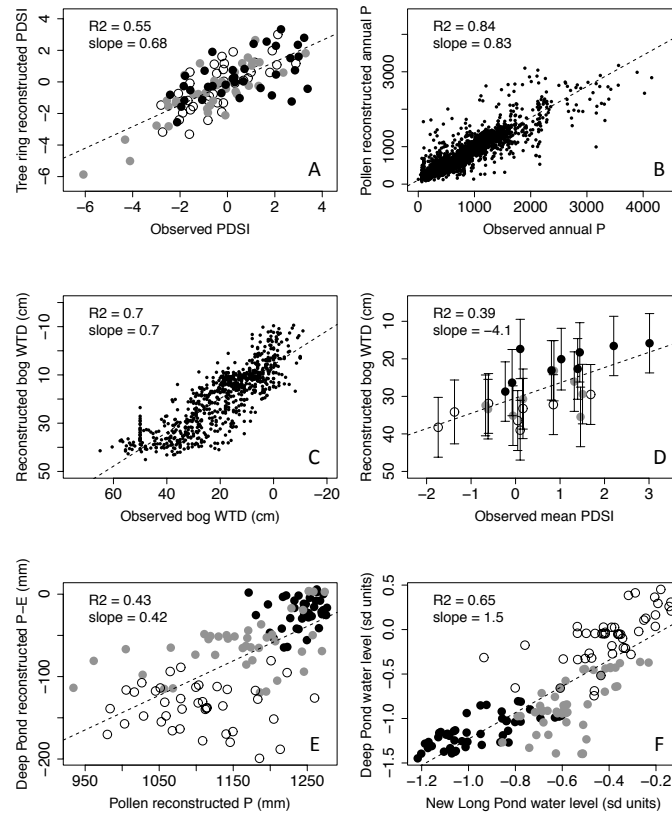 R2 = 0.55
slope = 0.68
A
Tree ring reconstructed PDSI
4
2
0
-2
-4
-6
-6 -4 -2 0 2 4
Observed PDSI
R2 = 0.84
slope = 0.83
B
Pollen reconstructed annual P
3000
1000
0
0 1000 2000 3000 4000
Observed annual P
R2 = 0.7
slope = 0.7
C
Reconstructed bog WTD (cm)
-10
10
30
50
60 40 20 0 -20
Observed bog WTD (cm)
R2 = 0.39
slope = -4.1
D
Reconstructed bog WTD (cm)
10
20
30
40
50
-2 -1 0 1 2 3
Observed mean PDSI
R2 = 0.43
slope = 0.42
E
Deep Pond reconstructed P-E (mm)
0
-100
-200
950 1050 1150 1250
Pollen reconstructed P (mm)
R2 = 0.65
slope = 1.5
F
Deep Pond water level (sd units)
0.5
0.0
-0.5
-1.0
-1.5
-1.2 -1.0 -0.8 -0.6 -0.4 -0.2
New Long Pond water level (sd units)